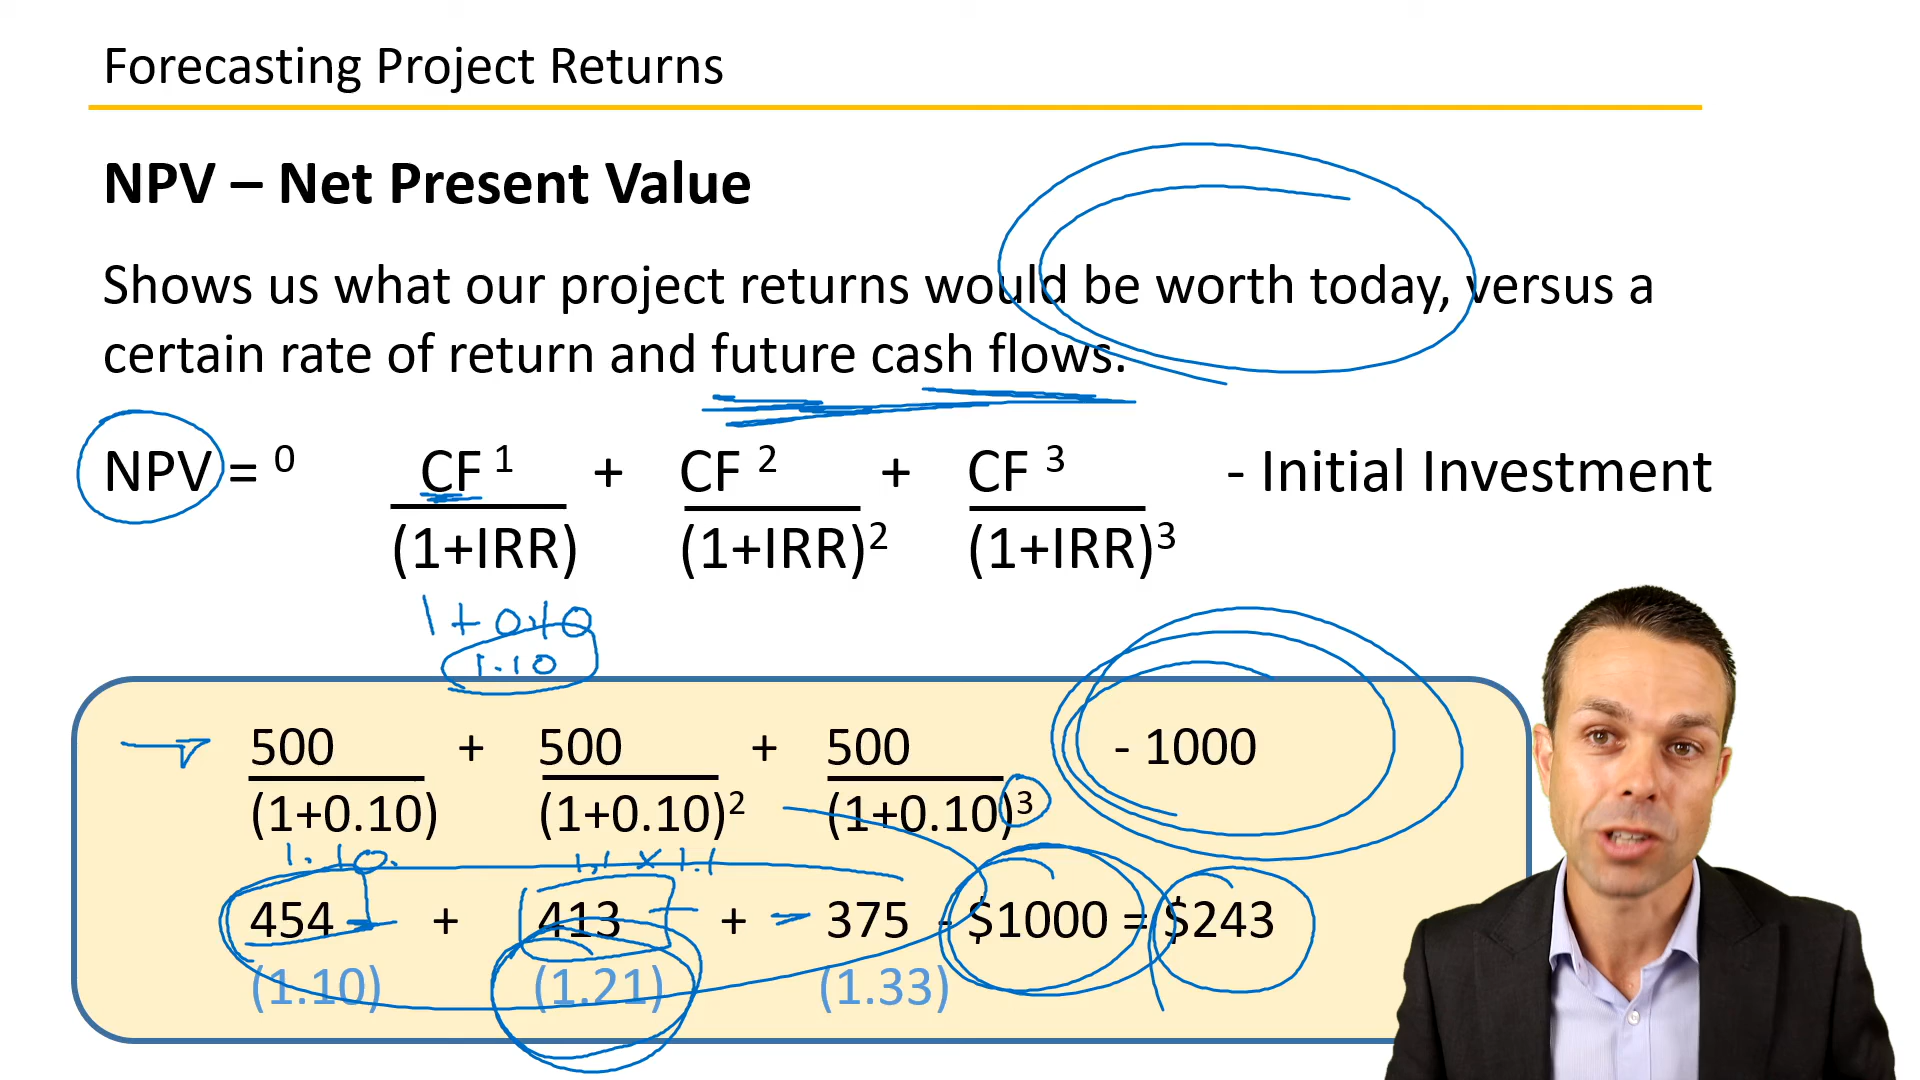 Forecasting Project Returns
NPV – Net Present Value
Shows us what our project returns would be worth today, versus a
certain rate of return and future cash flows.
NPV = ⁰ CF ¹ + CF ² + CF ³ - Initial Investment
(1+IRR) (1+IRR)² (1+IRR)³
1+0.10
1.10
500 + 500 + 500 - 1000
(1+0.10) (1+0.10)² (1+0.10)³
1.10. 1.1 x 1.1
454 + 413 + 375 - $1000 = $243
(1.10) (1.21) (1.33)